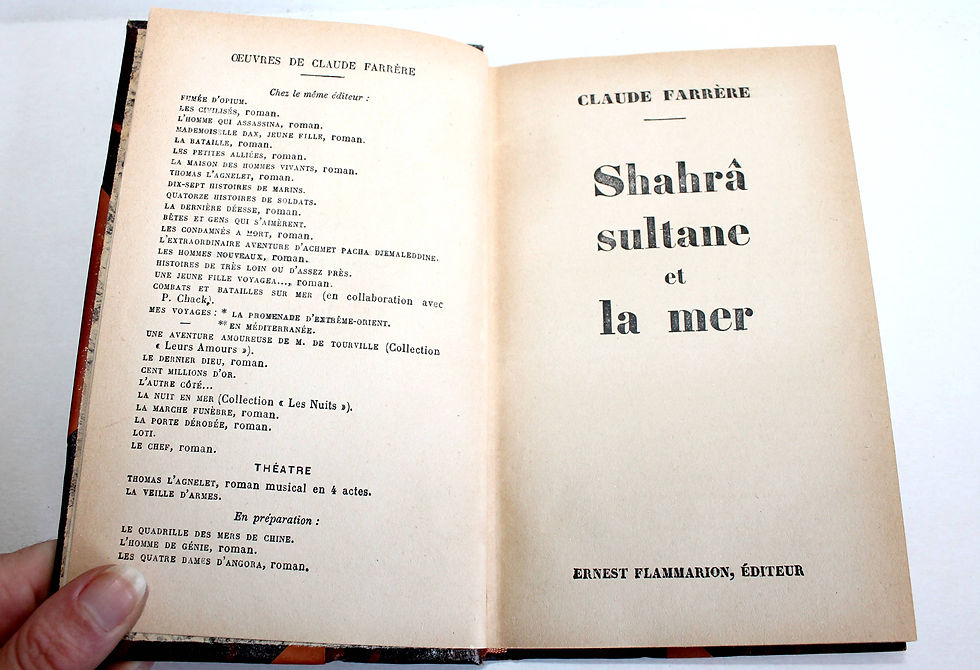 ŒUVRES DE CLAUDE FARRÈRE
Chez le même éditeur :
FUMÉE D'OPIUM.
LES CIVILISÉS, roman.
L'HOMME QUI ASSASSINA, roman.
MADEMOISELLE DAX, JEUNE FILLE, roman.
LA BATAILLE, roman.
LES PETITES ALLIÉES, roman.
LA MAISON DES HOMMES VIVANTS, roman.
THOMAS L'AGNELET, roman.
DIX-SEPT HISTOIRES DE MARINS.
QUATORZE HISTOIRES DE SOLDATS.
LA DERNIÈRE DÉESSE, roman.
BÊTES ET GENS QUI S'AIMÈRENT.
LES CONDAMNÉS A MORT, roman.
L'EXTRAORDINAIRE AVENTURE D'ACHMET PACHA DJEMALEDDINE.
LES HOMMES NOUVEAUX, roman.
HISTOIRES DE TRÈS LOIN OU D'ASSEZ PRÈS.
UNE JEUNE FILLE VOYAGEA..., roman.
COMBATS ET BATAILLES SUR MER (en collaboration avec
P. Chack).
MES VOYAGES : * LA PROMENADE D'EXTRÊME-ORIENT.
— ** EN MÉDITERRANÉE.
UNE AVENTURE AMOUREUSE DE M. DE TOURVILLE (Collection
« Leurs Amours »).
LE DERNIER DIEU, roman.
CENT MILLIONS D'OR.
L'AUTRE CÔTÉ...
LA NUIT EN MER (Collection « Les Nuits »).
LA MARCHE FUNÈBRE, roman.
LA PORTE DÉROBÉE, roman.
LOTI.
LE CHEF, roman.
THÉATRE
THOMAS L'AGNELET, roman musical en 4 actes.
LA VEILLE D'ARMES.
En préparation :
LE QUADRILLE DES MERS DE CHINE.
L'HOMME DE GÉNIE, roman.
LES QUATRE DAMES D'ANGORA, roman.
CLAUDE FARRÈRE
Shahrâ
sultane
et
la mer
ERNEST FLAMMARION, ÉDITEUR